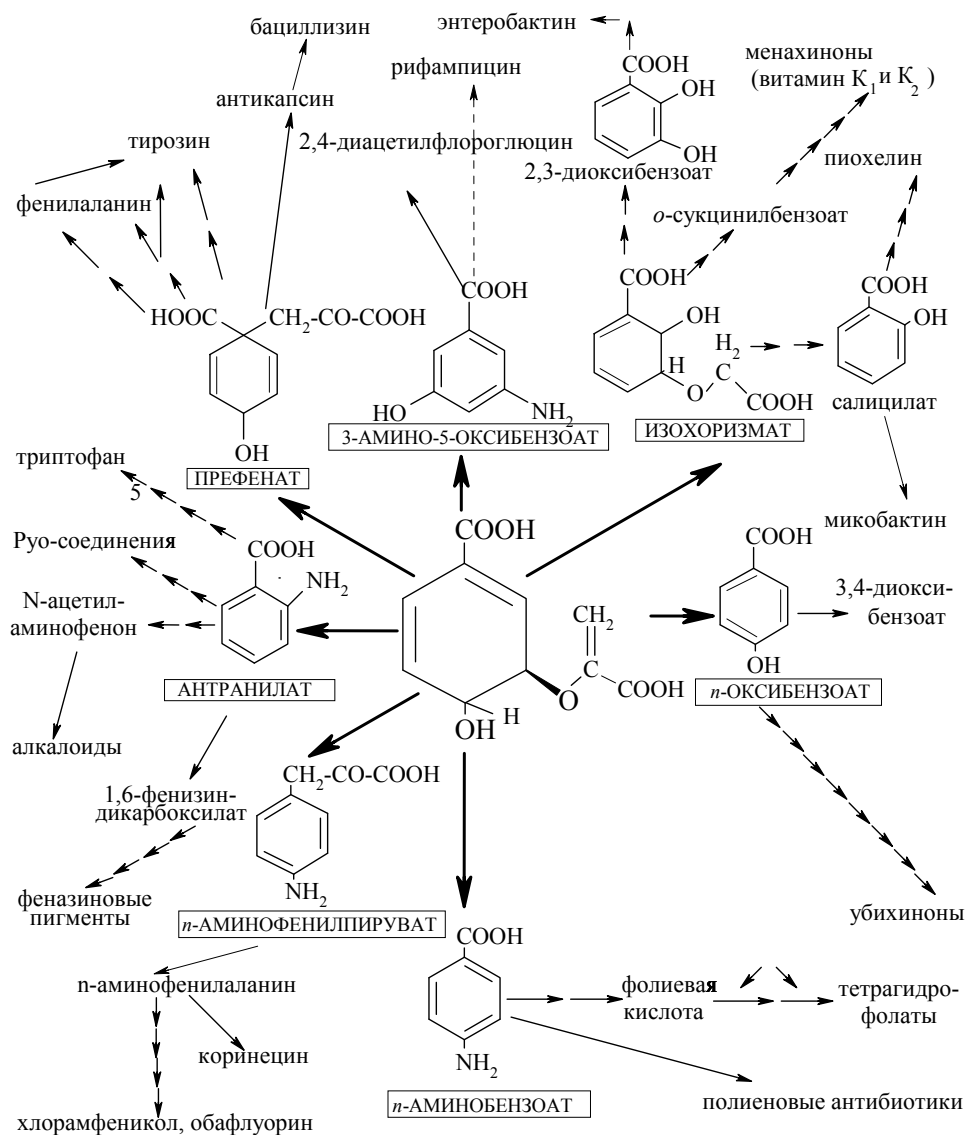 бациллизин
энтеробактин
COOH
OH
OH
2,3-диоксибензоат
менахиноны
(витамин K1 и K2 )
рифампицин
антикапсин
2,4-диацетилфлороглюцин
тирозин
фенилаланин
пиохелин
о-сукцинилбензоат
HOOC
CH2-CO-COOH
OH
ПРЕФЕНАТ
COOH
HO
NH2
3-АМИНО-5-ОКСИБЕНЗОАТ
COOH
OH
H
H2
C
O
COOH
ИЗОХОРИЗМАТ
COOH
OH
салицилат
микобактин
триптофан
5
Pyo-соединения
N-ацетил-
аминофенон
алкалоиды
COOH
NH2
АНТРАНИЛАТ
COOH
CH2
C
O
COOH
H
OH
COOH
OH
n-ОКСИБЕНЗОАТ
3,4-диокси-
бензоат
убихиноны
1,6-фенизин-
дикарбоксилат
феназиновые
пигменты
CH2-CO-COOH
NH2
n-АМИНОФЕНИЛПИРУВАТ
n-аминофенилаланин
коринецин
хлорамфеникол, обафлуорин
COOH
NH2
n-АМИНОБЕНЗОАТ
фолиевая
кислота
тетрагидро-
фолаты
полиеновые антибиотики